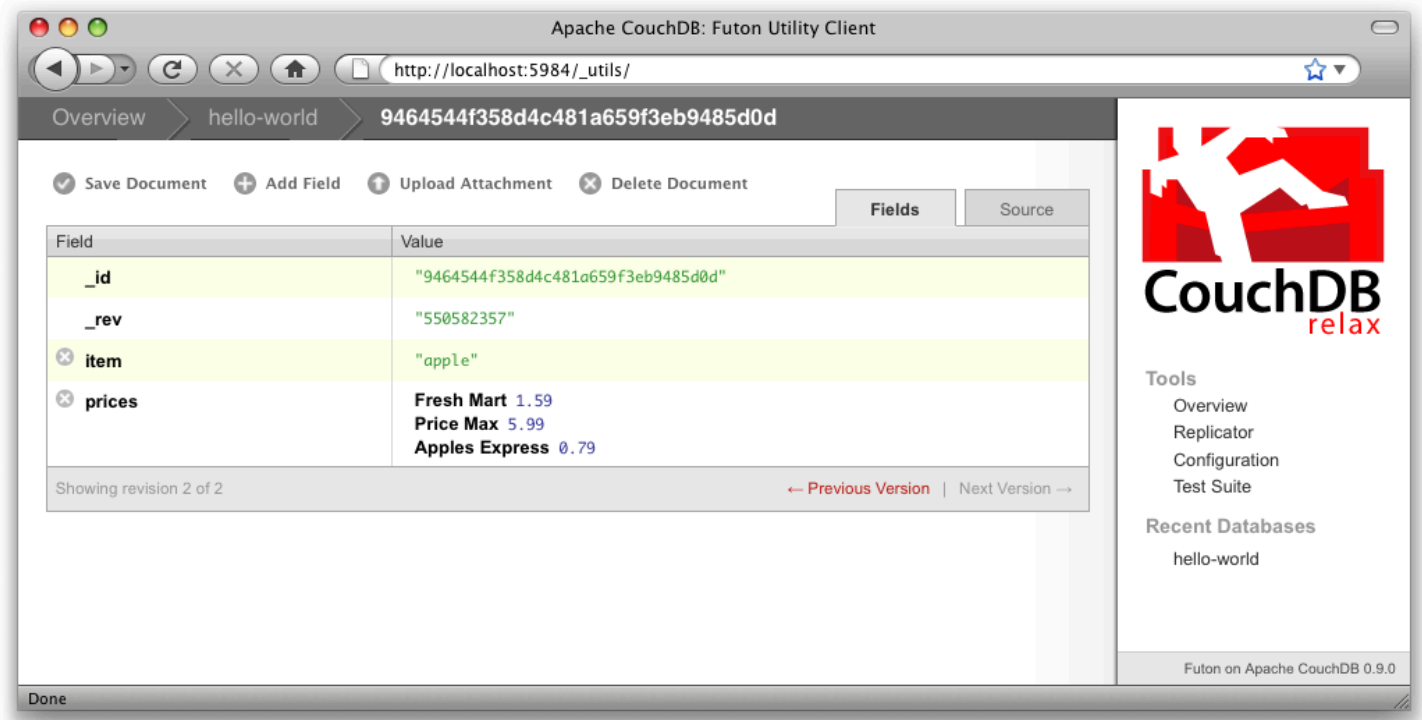 Apache CouchDB: Futon Utility Client
http://localhost:5984/_utils/
Overview hello-world 9464544f358d4c481a659f3eb9485d0d
Save Document Add Field Upload Attachment Delete Document
Fields Source
Field Value
_id "9464544f358d4c481a659f3eb9485d0d"
_rev "550582357"
item "apple"
prices Fresh Mart 1.59
Price Max 5.99
Apples Express 0.79
Showing revision 2 of 2 ← Previous Version | Next Version →
CouchDB
relax
Tools
Overview
Replicator
Configuration
Test Suite
Recent Databases
hello-world
Futon on Apache CouchDB 0.9.0
Done